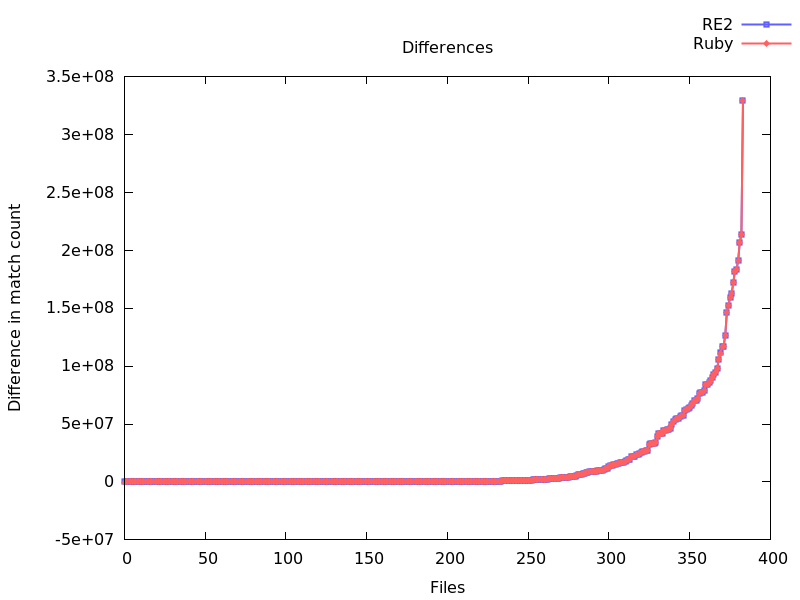 RE2
Ruby
Differences
3.5e+08
3e+08
2.5e+08
2e+08
1.5e+08
1e+08
5e+07
0
-5e+07
Difference in match count
0 50 100 150 200 250 300 350 400
Files